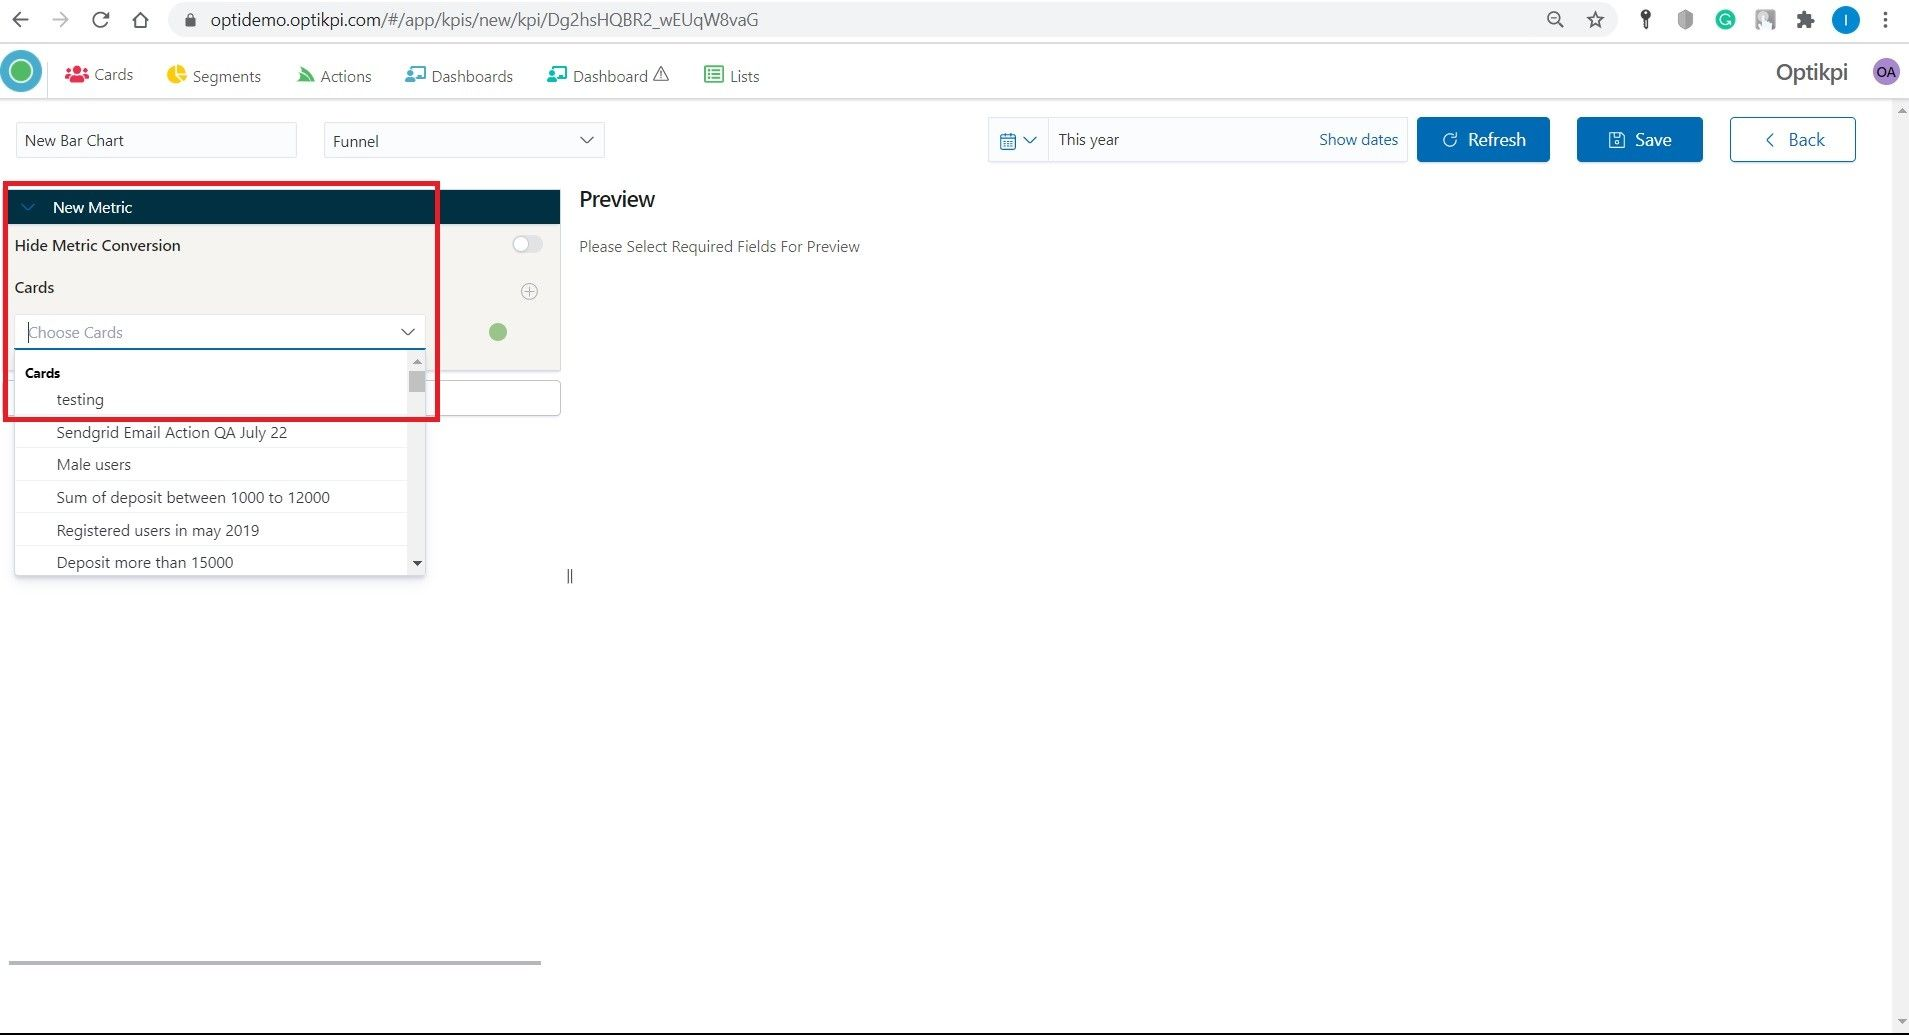 optidemo.optikpi.com/#/app/kpis/new/kpi/Dg2hsHQBR2_wEUqW8vaG
I
Cards Segments Actions Dashboards Dashboard Lists
Optikpi OA
New Bar Chart
Funnel
This year Show dates
Refresh
Save
Back
New Metric
Hide Metric Conversion
Cards
Choose Cards
Cards
testing
Sendgrid Email Action QA July 22
Male users
Sum of deposit between 1000 to 12000
Registered users in may 2019
Deposit more than 15000
Preview
Please Select Required Fields For Preview